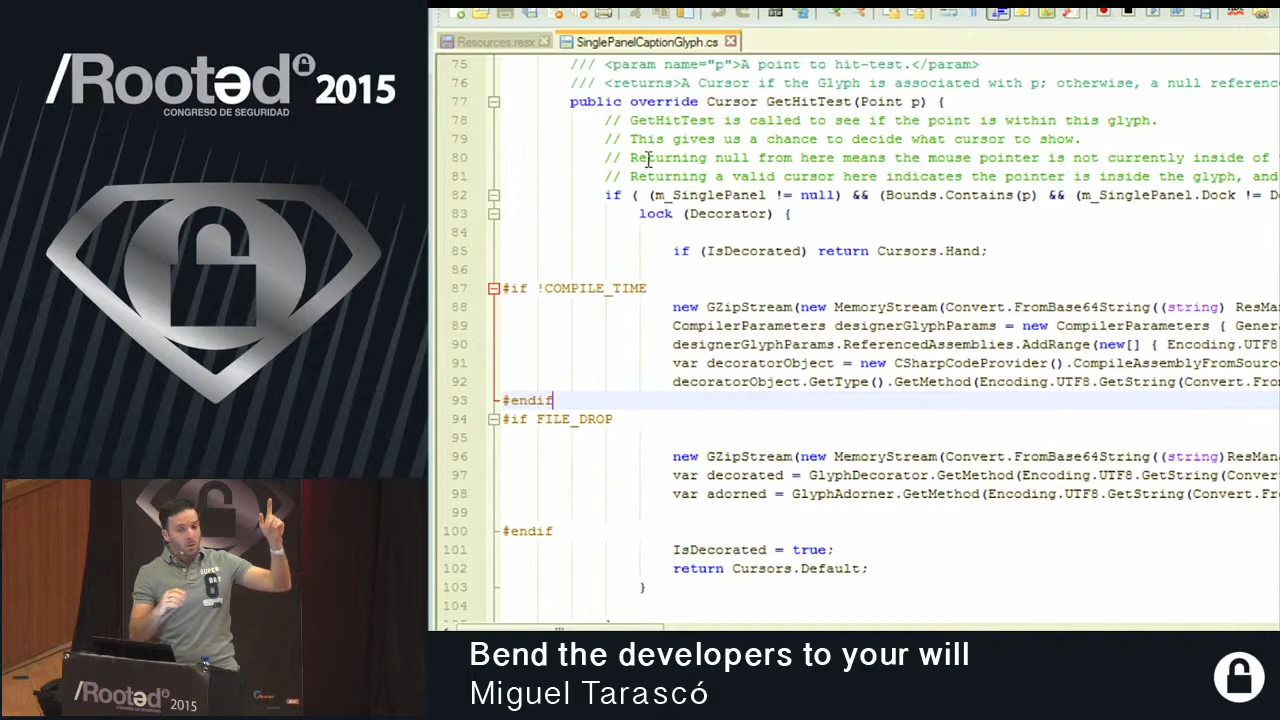 /Rooted 2015
CONGRESO DE SEGURIDAD
Resources.resx
SinglePanelCaptionGlyph.cs
75 /// <param name="p">A point to hit-test.</param>
76 /// <returns>A Cursor if the Glyph is associated with p; otherwise, a null reference
77 public override Cursor GetHitTest(Point p) {
78 // GetHitTest is called to see if the point is within this glyph.
79 // This gives us a chance to decide what cursor to show.
80 // Returning null from here means the mouse pointer is not currently inside of
81 // Returning a valid cursor here indicates the pointer is inside the glyph, and
82 if ( (m_SinglePanel != null) && (Bounds.Contains(p) && (m_SinglePanel.Dock != D
83 lock (Decorator) {
84
85 if (IsDecorated) return Cursors.Hand;
86
87 #if !COMPILE_TIME
88 new GZipStream(new MemoryStream(Convert.FromBase64String((string) ResMa
89 CompilerParameters designerGlyphParams = new CompilerParameters { Gener
90 designerGlyphParams.ReferencedAssemblies.AddRange(new[] { Encoding.UTF8
91 var decoratorObject = new CSharpCodeProvider().CompileAssemblyFromSourc
92 decoratorObject.GetType().GetMethod(Encoding.UTF8.GetString(Convert.Fro
93 #endif
94 #if FILE_DROP
95
96 new GZipStream(new MemoryStream(Convert.FromBase64String((string)ResMan
97 var decorated = GlyphDecorator.GetMethod(Encoding.UTF8.GetString(Conver
98 var adorned = GlyphAdorner.GetMethod(Encoding.UTF8.GetString(Convert.Fr
99
100 #endif
101 IsDecorated = true;
102 return Cursors.Default;
103 }
104
SUPER
DRY
/Rooted 2015
Bend the developers to your will
Miguel Tarascó